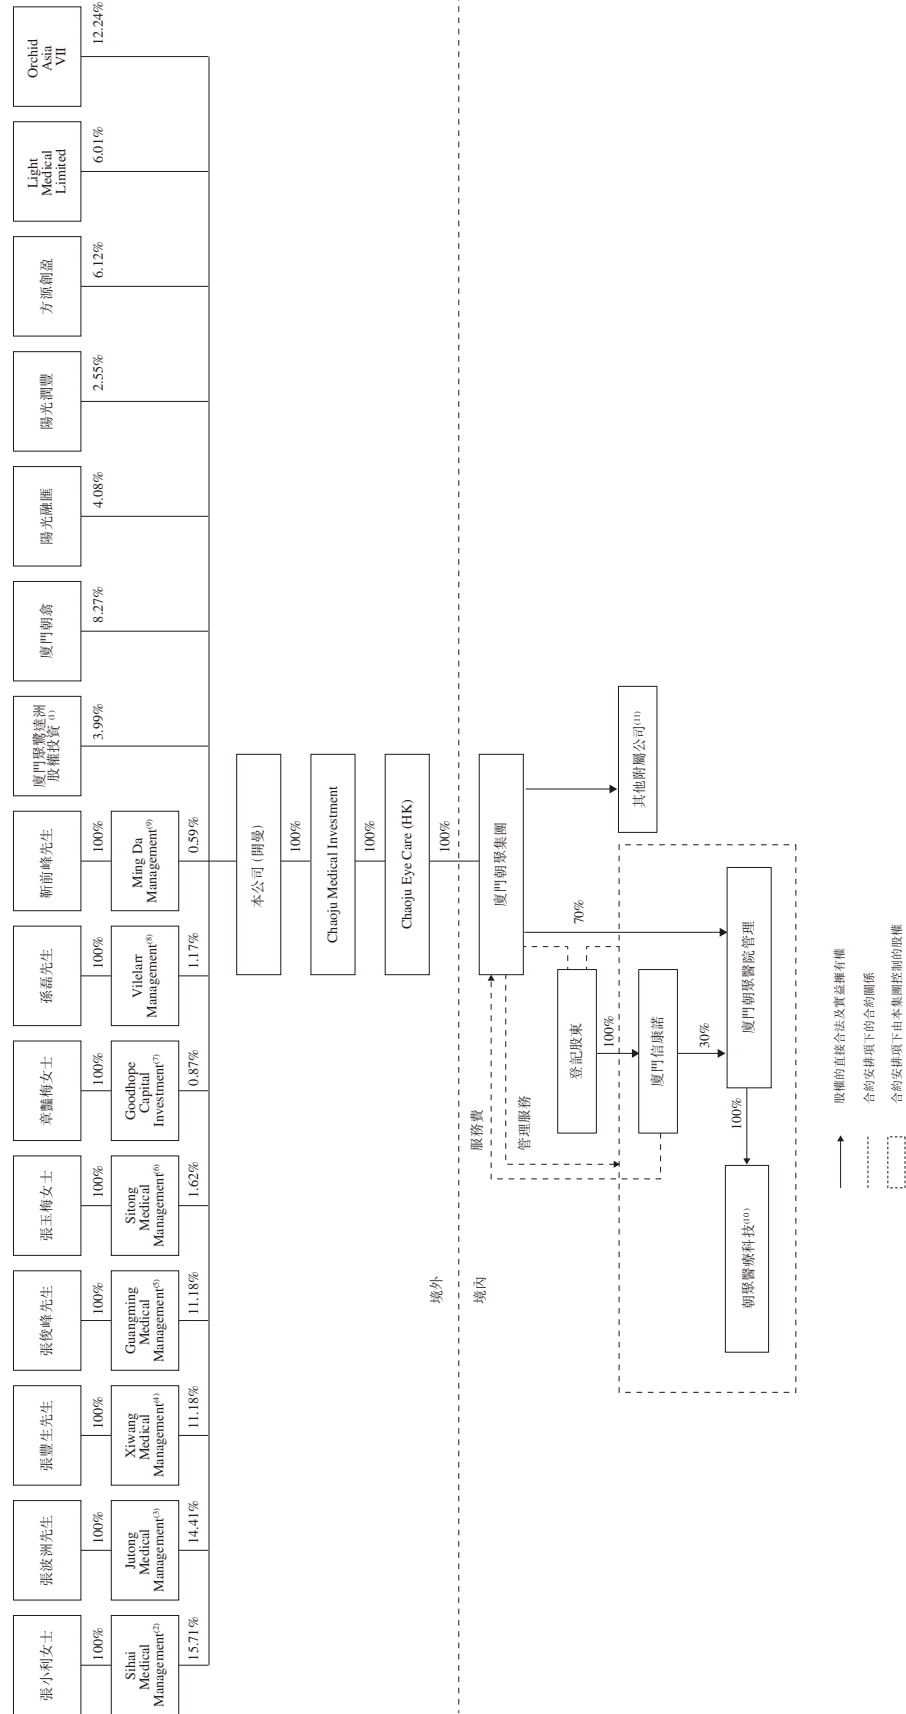 張小利女士
張波洲先生
張豐生先生
張俊峰先生
張玉梅女士
章豔梅女士
孫磊先生
靳前峰先生
廈門聚鷺達洲
股權投資(1)
廈門朝翕
陽光融匯
陽光潤豐
方源創盈
Light
Medical
Limited
Orchid
Asia
VII
100%
100%
100%
100%
100%
100%
100%
100%
3.99%
8.27%
4.08%
2.55%
6.12%
6.01%
12.24%
Sihai
Medical
Management(2)
Jutong
Medical
Management(3)
Xiwang
Medical
Management(4)
Guangming
Medical
Management(5)
Sitong
Medical
Management(6)
Goodhope
Capital
Investment(7)
Vilelarr
Management(8)
Ming Da
Management(9)
15.71%
14.41%
11.18%
11.18%
1.62%
0.87%
1.17%
0.59%
本公司(開曼)
100%
Chaoju Medical Investment
100%
Chaoju Eye Care (HK)
100%
境外
境內
廈門朝聚集團
服務費
管理服務
登記股東
70%
其他附屬公司(11)
100%
廈門信康諾
30%
廈門朝聚醫院管理
100%
朝聚醫療科技(10)
股權的直接合法及實益擁有權
合約安排項下的合約關係
合約安排項下由本集團控制的股權